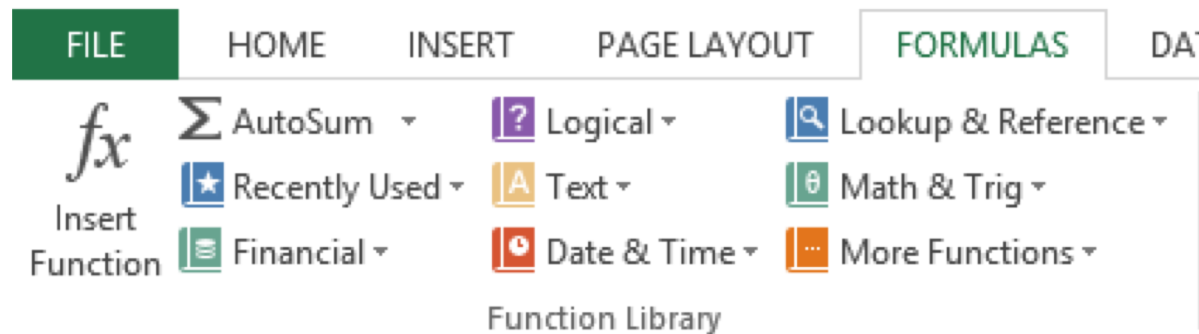 FILE HOME INSERT PAGE LAYOUT FORMULAS
fx Σ AutoSum ? Logical Lookup & Reference
Recently Used A Text θ Math & Trig
Insert
Function Financial Date & Time More Functions
Function Library